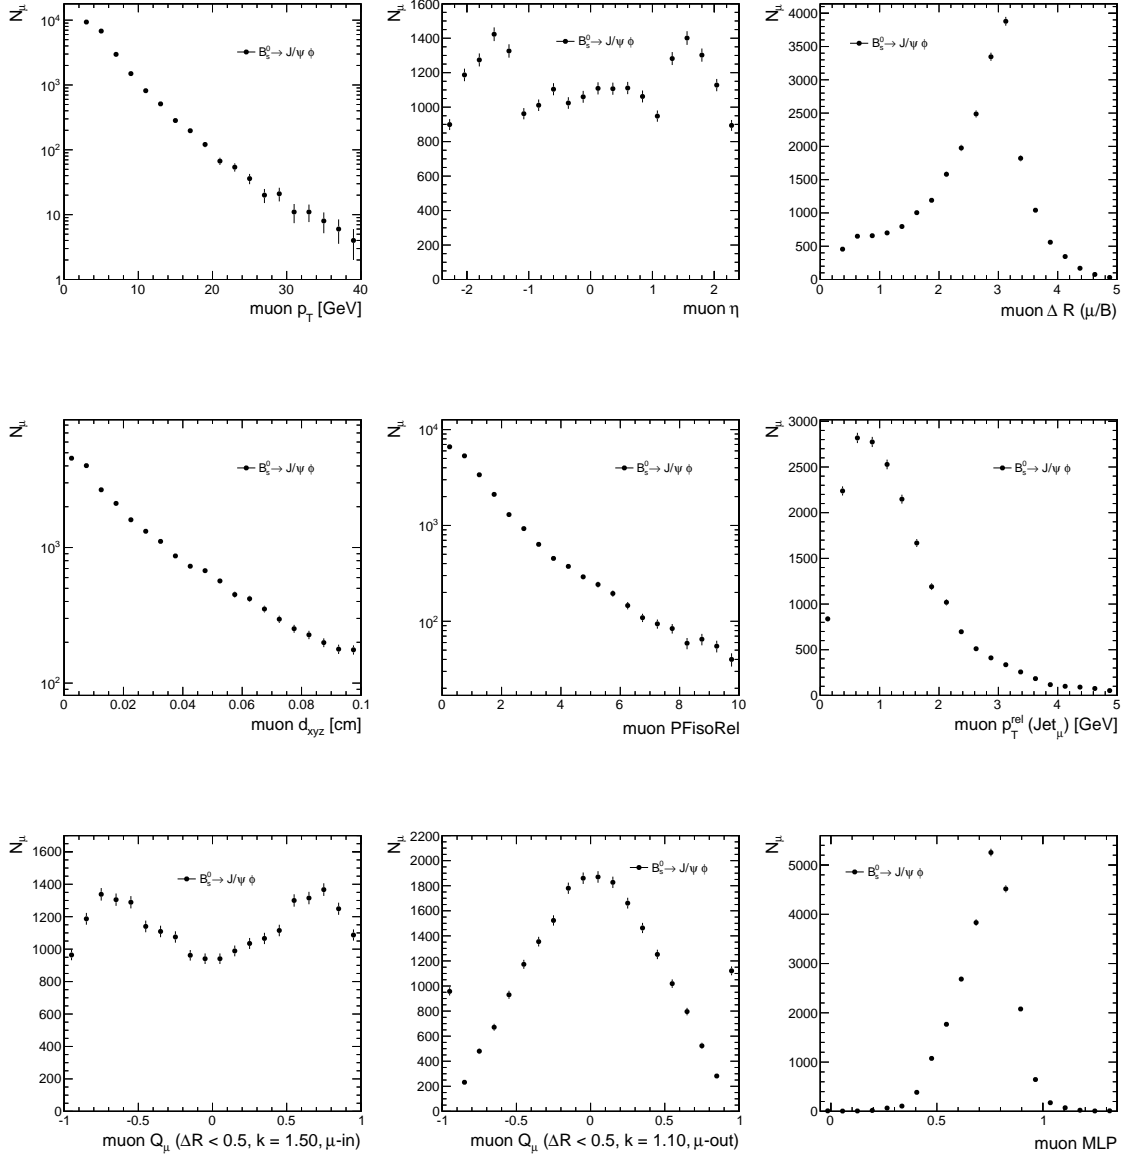 N_μ
10^4
10^3
10^2
10
1
B_s^0 → J/ψ φ
0 10 20 30 40
muon p_T [GeV]
1600
1400
1200
1000
800
600
400
200
0
B_s^0 → J/ψ φ
-2 -1 0 1 2
muon η
N_μ
4000
3500
3000
2500
2000
1500
1000
500
0
B_s^0 → J/ψ φ
0 1 2 3 4 5
muon Δ R (μ/B)
N_μ
N_μ
10^3
10^2
B_s^0 → J/ψ φ
0 0.02 0.04 0.06 0.08 0.1
muon d_xyz [cm]
N_μ
10^4
10^3
10^2
B_s^0 → J/ψ φ
0 2 4 6 8 10
muon PFisoRel
N_μ
3000
2500
2000
1500
1000
500
0
B_s^0 → J/ψ φ
0 1 2 3 4 5
muon p_T^rel (Jet_μ) [GeV]
N_μ
1600
1400
1200
1000
800
600
400
200
0
B_s^0 → J/ψ φ
-1 -0.5 0 0.5 1
muon Q_μ (ΔR < 0.5, k = 1.50, μ-in)
N_μ
2200
2000
1800
1600
1400
1200
1000
800
600
400
200
0
B_s^0 → J/ψ φ
-1 -0.5 0 0.5 1
muon Q_μ (ΔR < 0.5, k = 1.10, μ-out)
N_μ
5000
4000
3000
2000
1000
0
B_s^0 → J/ψ φ
0 0.5 1
muon MLP